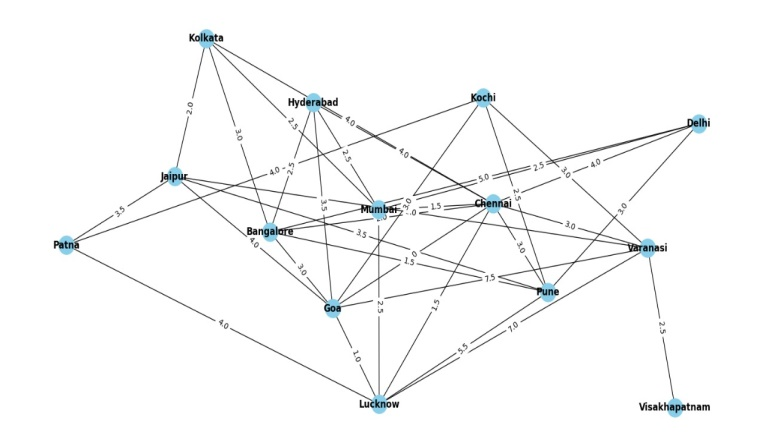 Kolkata
Hyderabad
Kochi
Delhi
2.0
3.0
2.5
4.0
4.0
2.5
2.5
4.0
5.0
2.5
4.0
3.0
Jaipur
3.5
3.5
2.5
3.0
3.0
Mumbai
1.5
Chennai
Patna
Bangalore
4.0
3.5
1.5
3.0
3.0
Varanasi
3.0
7.5
Pune
Goa
2.5
1.5
4.0
1.0
5.5
7.0
2.5
Lucknow
Visakhapatnam